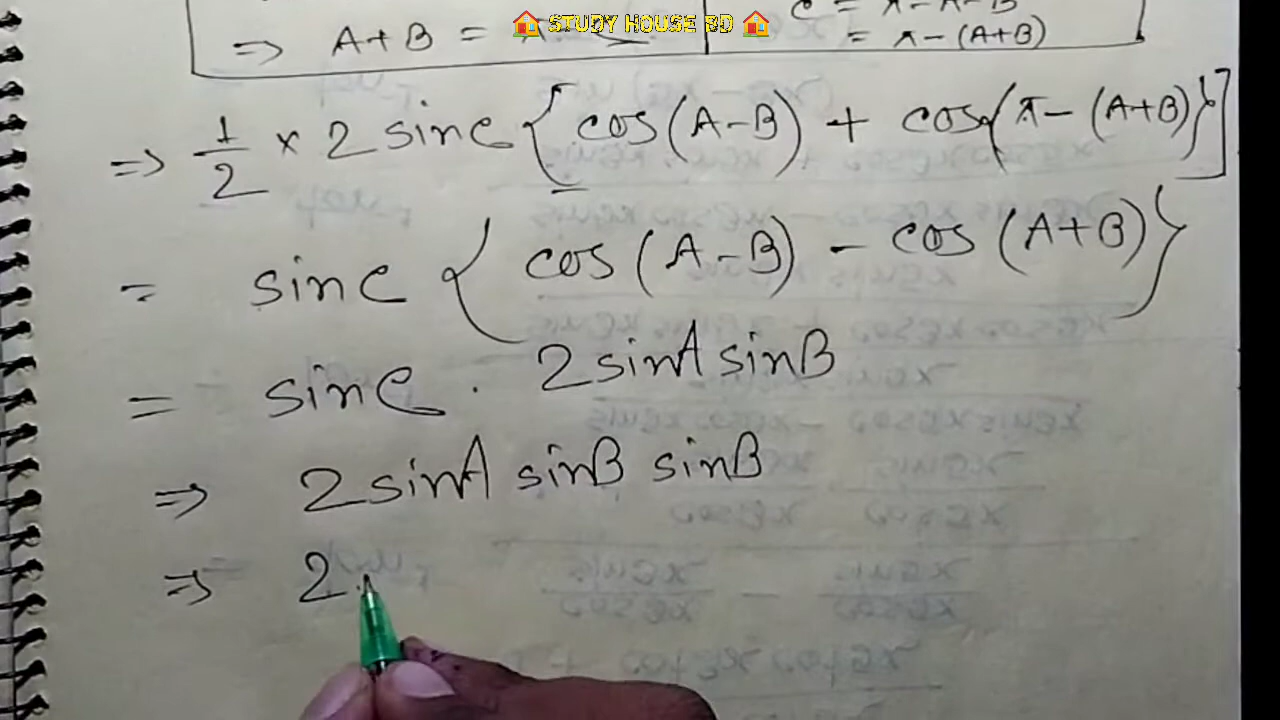 🏠 STUDY HOUSE BD 🏠
⇒ A+B = π-C
C = π-A-B
= π-(A+B)
⇒ 1/2 × 2 sinC {cos(A-B) + cos{π-(A+B)}]
= sinC {cos(A-B) - cos(A+B)}
= sinC . 2sinA sinB
⇒ 2sinA sinB sinB
⇒ 2